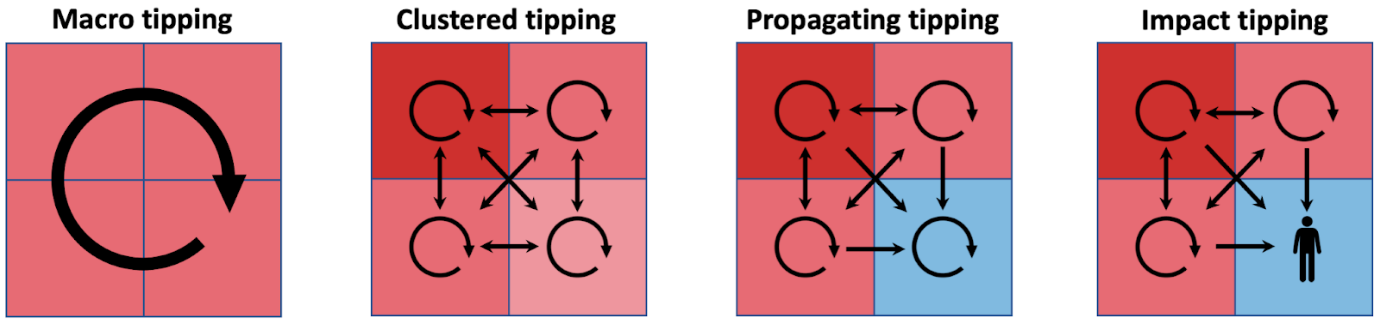 Macro tipping
Clustered tipping
Propagating tipping
Impact tipping